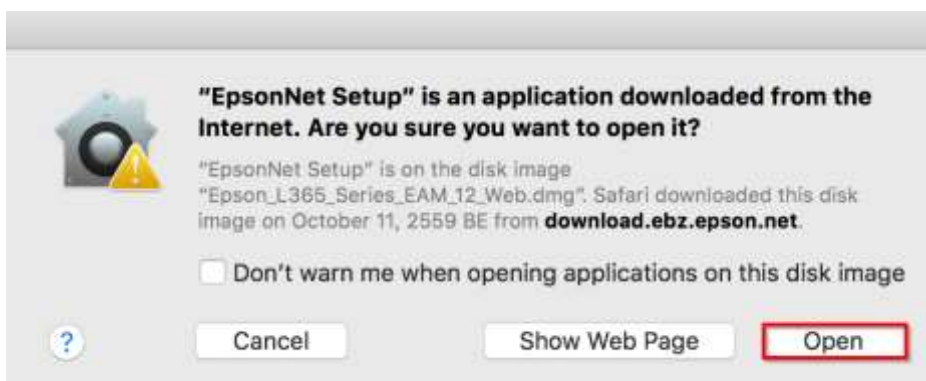 “EpsonNet Setup” is an application downloaded from the
Internet. Are you sure you want to open it?
“EpsonNet Setup” is on the disk image
“Epson_L365_Series_EAM_12_Web.dmg”. Safari downloaded this disk
image on October 11, 2559 BE from download.ebz.epson.net.
Don’t warn me when opening applications on this disk image
? Cancel Show Web Page Open